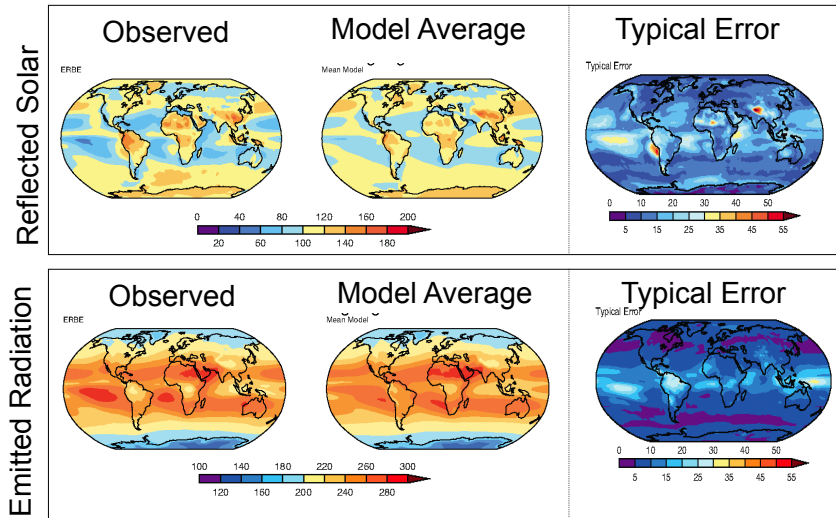 Reflected Solar
Observed
Model Average
Typical Error
ERBE
Mean Model
Typical Error
0 40 80 120 160 200
20 60 100 140 180
0 10 20 30 40 50
5 15 25 35 45 55
Emitted Radiation
Observed
Model Average
Typical Error
ERBE
Mean Model
Typical Error
100 140 180 220 260 300
120 160 200 240 280
0 10 20 30 40 50
5 15 25 35 45 55